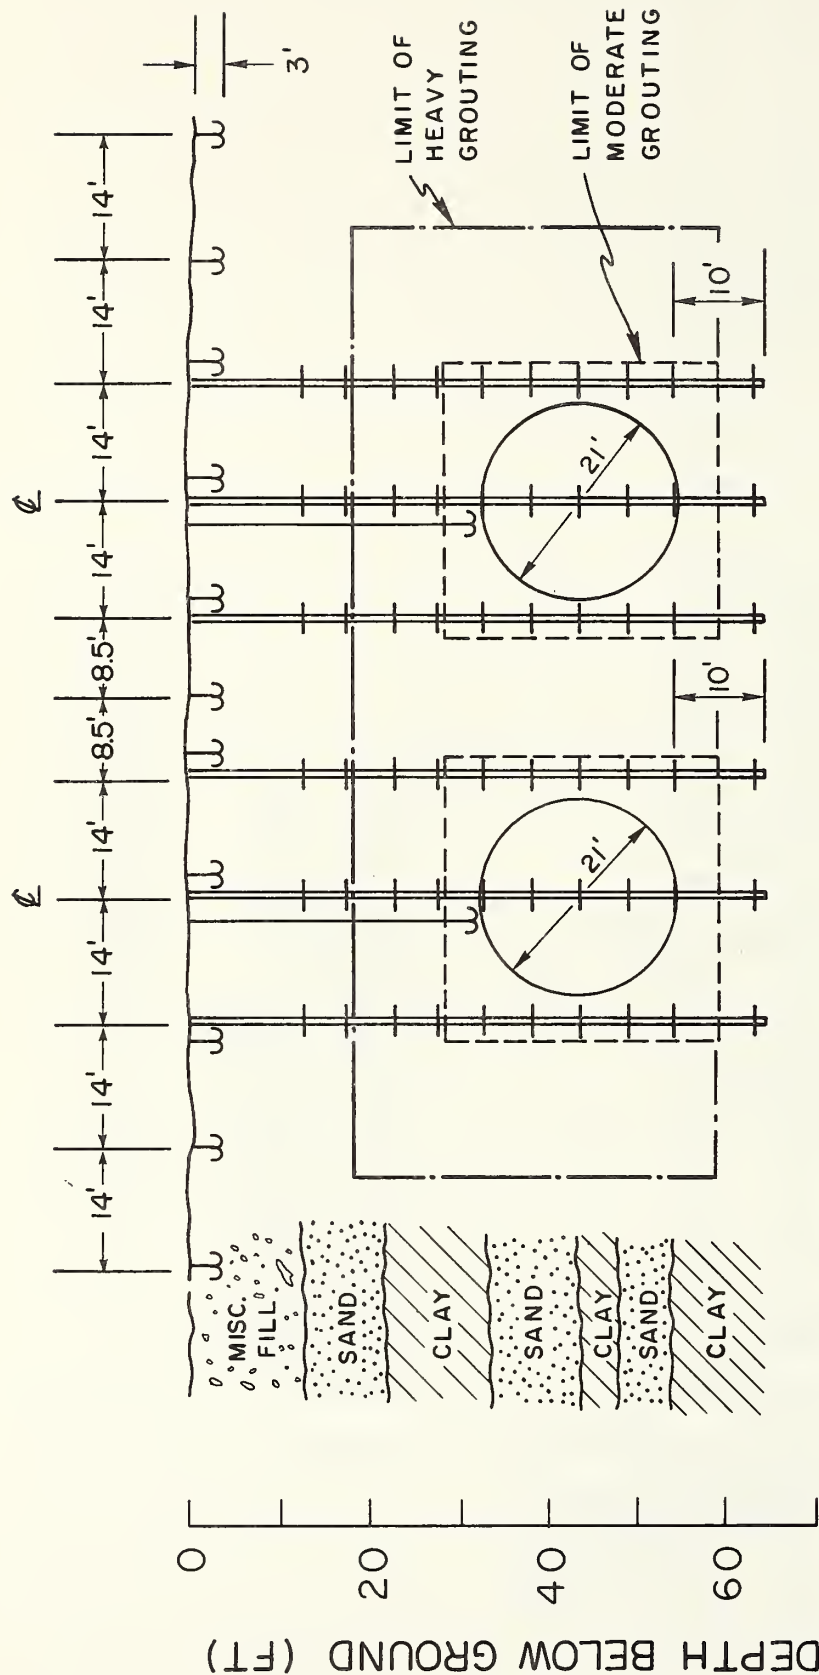 ℄ ℄
14' 14' 14' 14' 8.5' 8.5' 14' 14' 14' 14'
3'
MISC.
FILL
SAND
CLAY
SAND
CLAY
SAND
CLAY
21'
21'
10'
10'
LIMIT OF
HEAVY
GROUTING
LIMIT OF
MODERATE
GROUTING
0
20
40
60
DEPTH BELOW GROUND (FT)